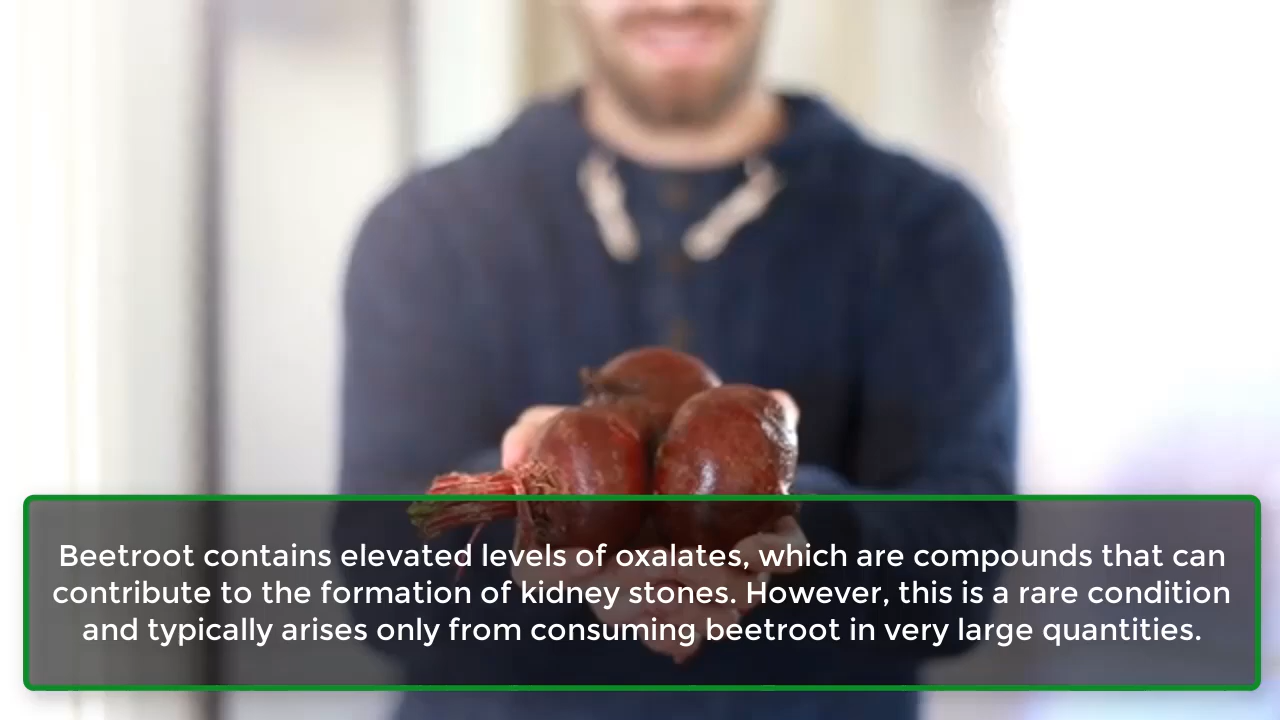 Beetroot contains elevated levels of oxalates, which are compounds that can
contribute to the formation of kidney stones. However, this is a rare condition
and typically arises only from consuming beetroot in very large quantities.